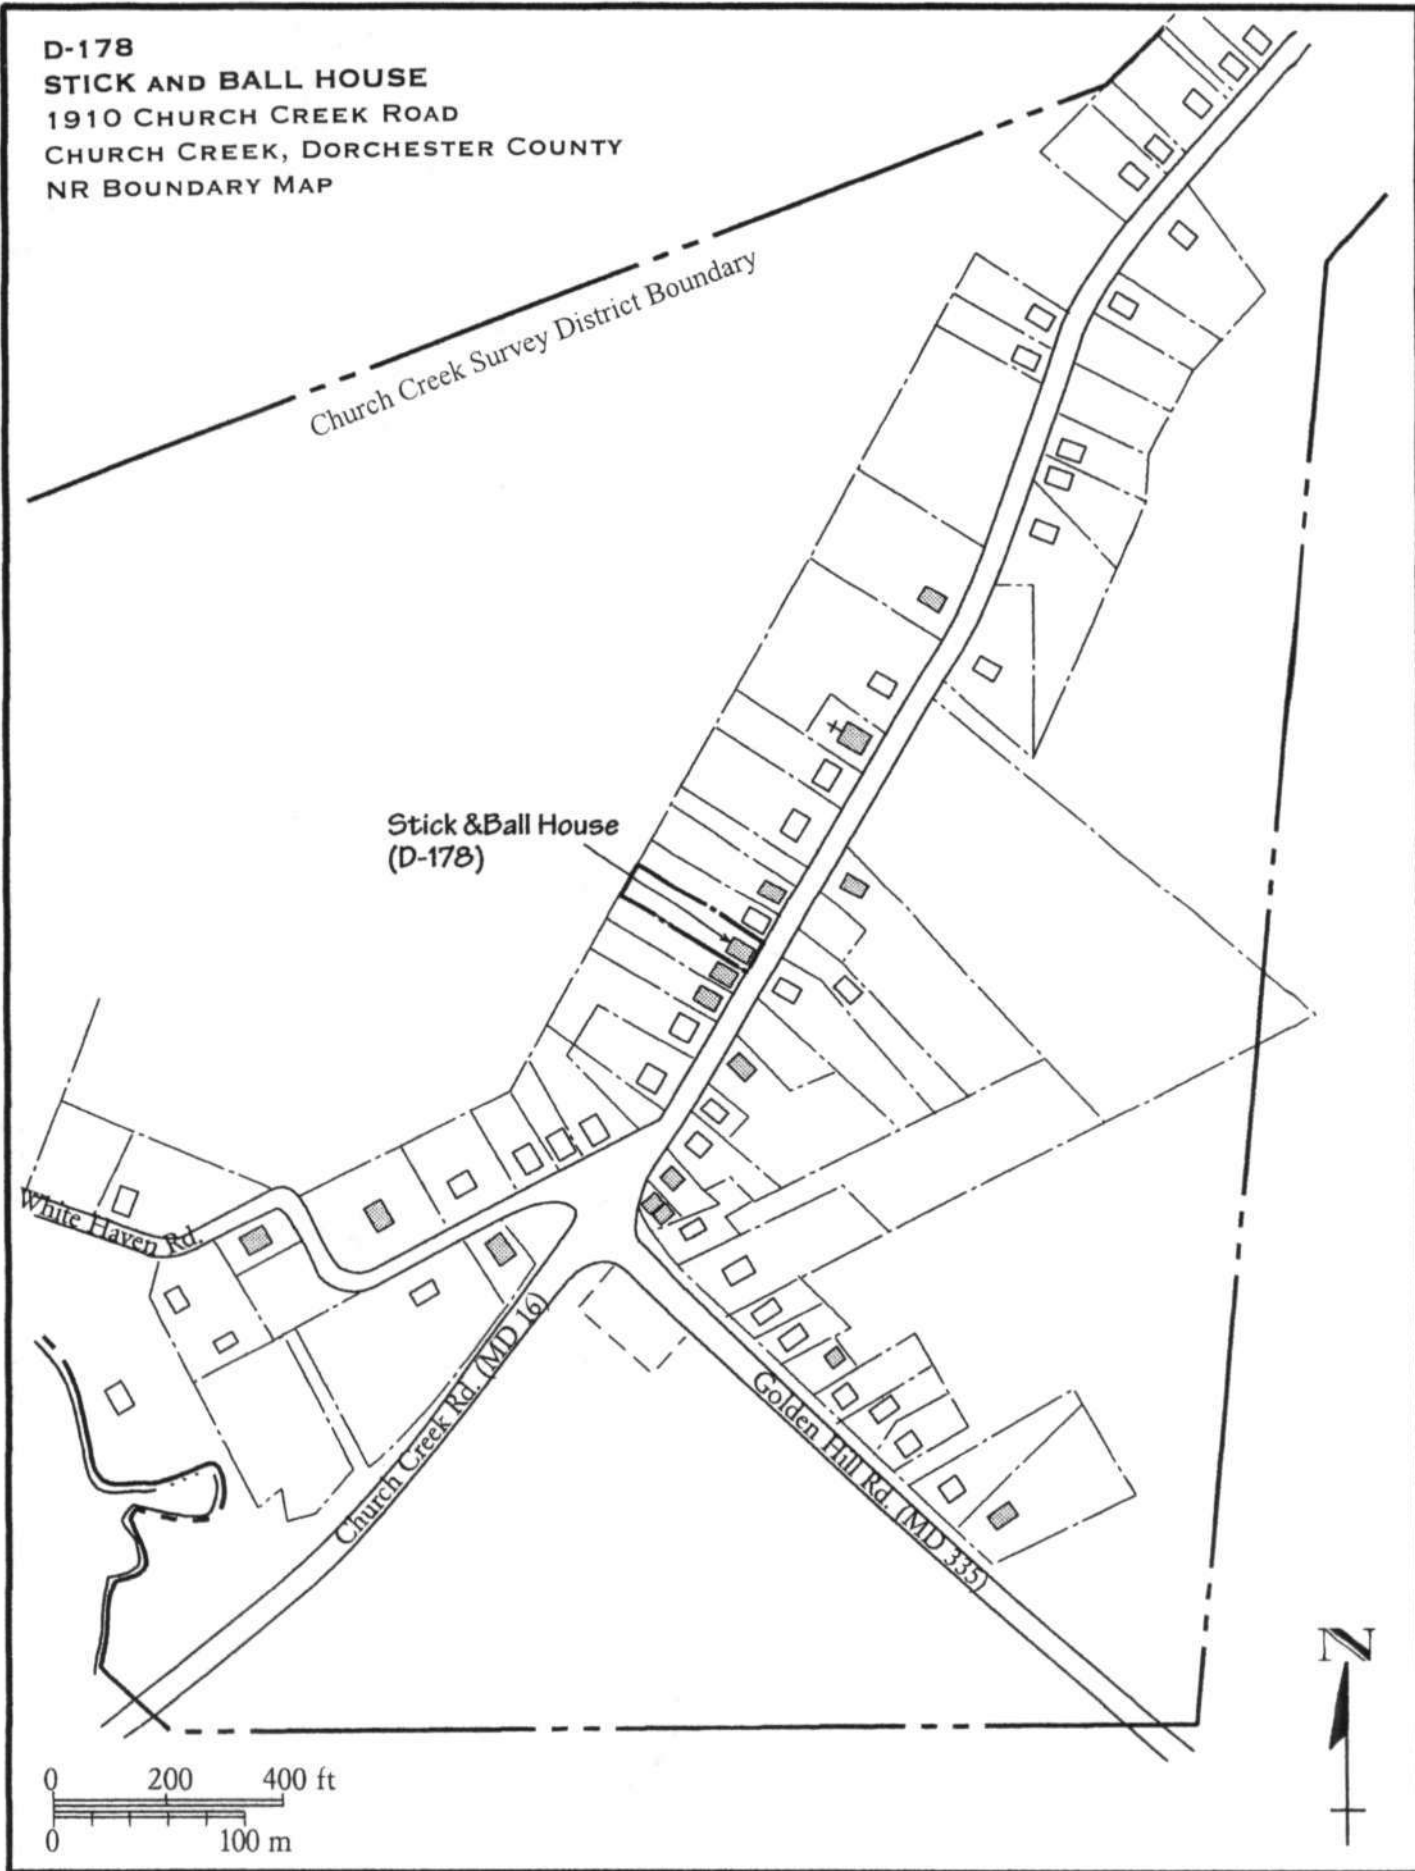 D-178
STICK AND BALL HOUSE
1910 CHURCH CREEK ROAD
CHURCH CREEK, DORCHESTER COUNTY
NR BOUNDARY MAP
Church Creek Survey District Boundary
Stick &Ball House
(D-178)
White Haven Rd.
Church Creek Rd. (MD 16)
Golden Hill Rd. (MD 335)
N
0 200 400 ft
0 100 m